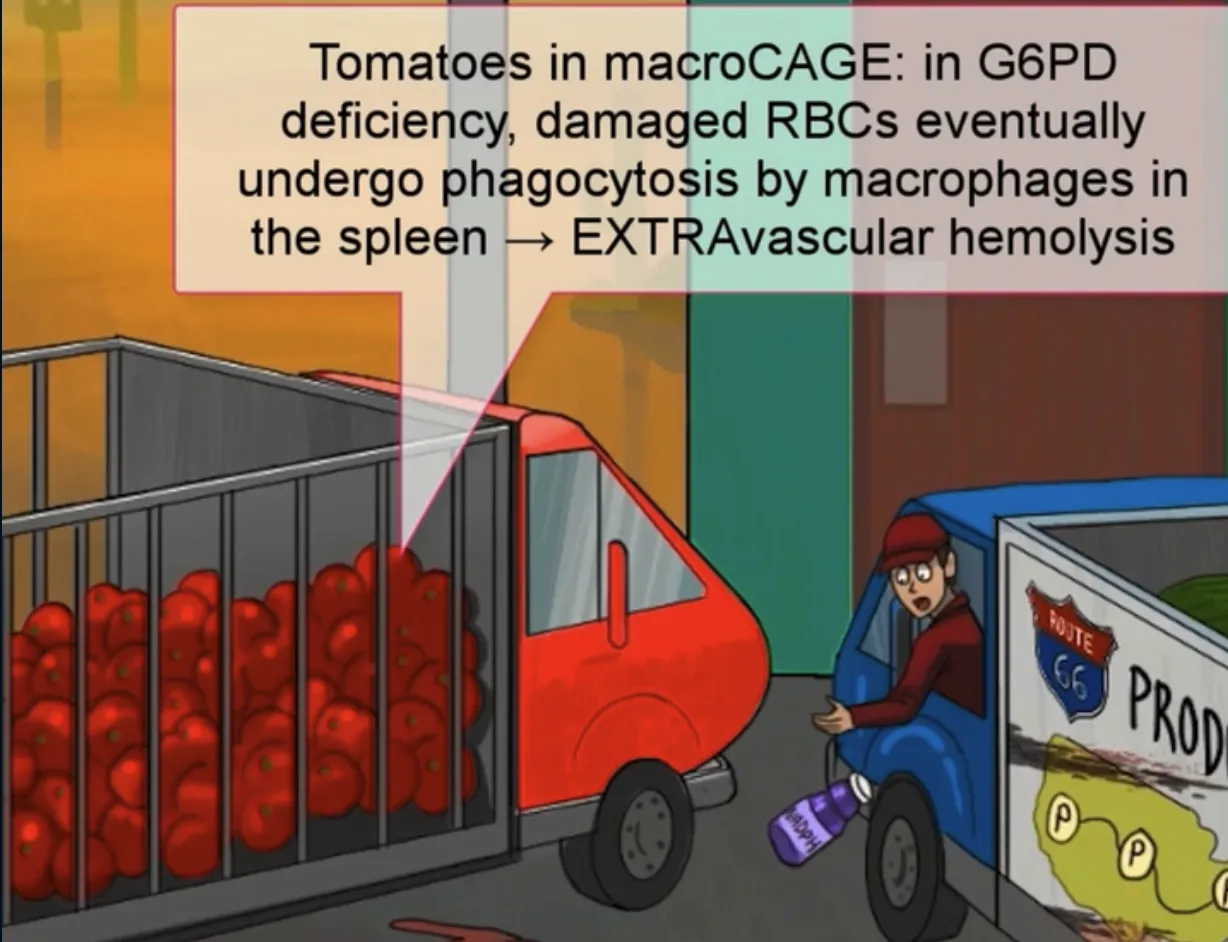 Tomatoes in macroCAGE: in G6PD
deficiency, damaged RBCs eventually
undergo phagocytosis by macrophages in
the spleen → EXTRAvascular hemolysis
ROUTE
66
PROD
NADPH
P
P